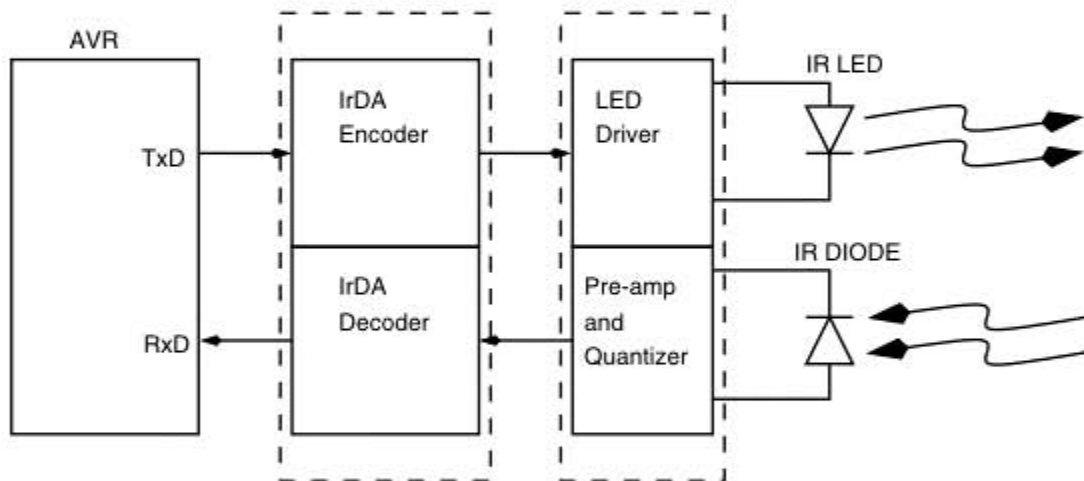 AVR
TxD
RxD
IrDA
Encoder
IrDA
Decoder
LED
Driver
Pre-amp
and
Quantizer
IR LED
IR DIODE